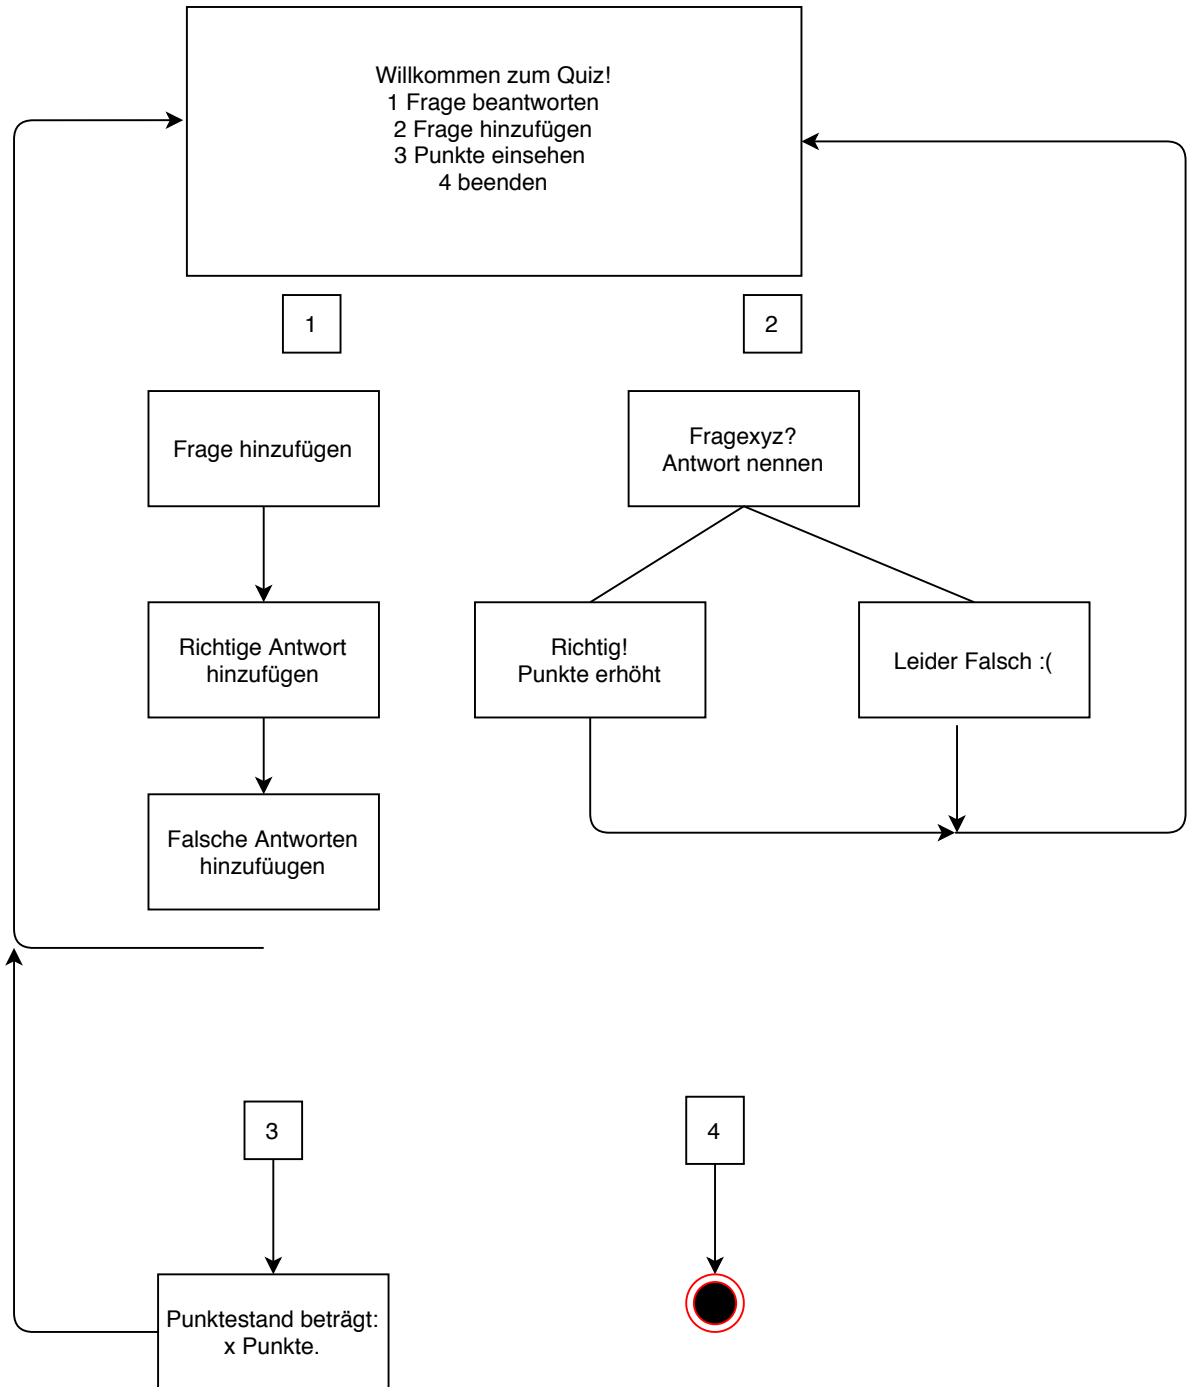 Willkommen zum Quiz!
1 Frage beantworten
2 Frage hinzufügen
3 Punkte einsehen
4 beenden
1
2
Frage hinzufügen
Fragexyz?
Antwort nennen
Richtige Antwort
hinzufügen
Richtig!
Punkte erhöht
Leider Falsch :(
Falsche Antworten
hinzufüugen
3
4
Punktestand beträgt:
x Punkte.